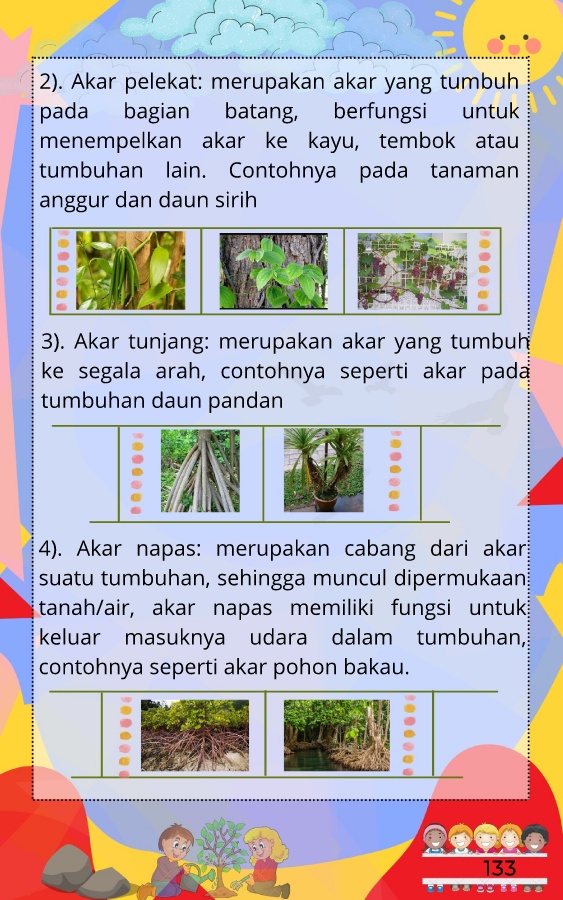 2). Akar pelekat: merupakan akar yang tumbuh
pada bagian batang, berfungsi untuk
menempelkan akar ke kayu, tembok atau
tumbuhan lain. Contohnya pada tanaman
anggur dan daun sirih
3). Akar tunjang: merupakan akar yang tumbuh
ke segala arah, contohnya seperti akar pada
tumbuhan daun pandan
4). Akar napas: merupakan cabang dari akar
suatu tumbuhan, sehingga muncul dipermukaan
tanah/air, akar napas memiliki fungsi untuk
keluar masuknya udara dalam tumbuhan,
contohnya seperti akar pohon bakau.
133